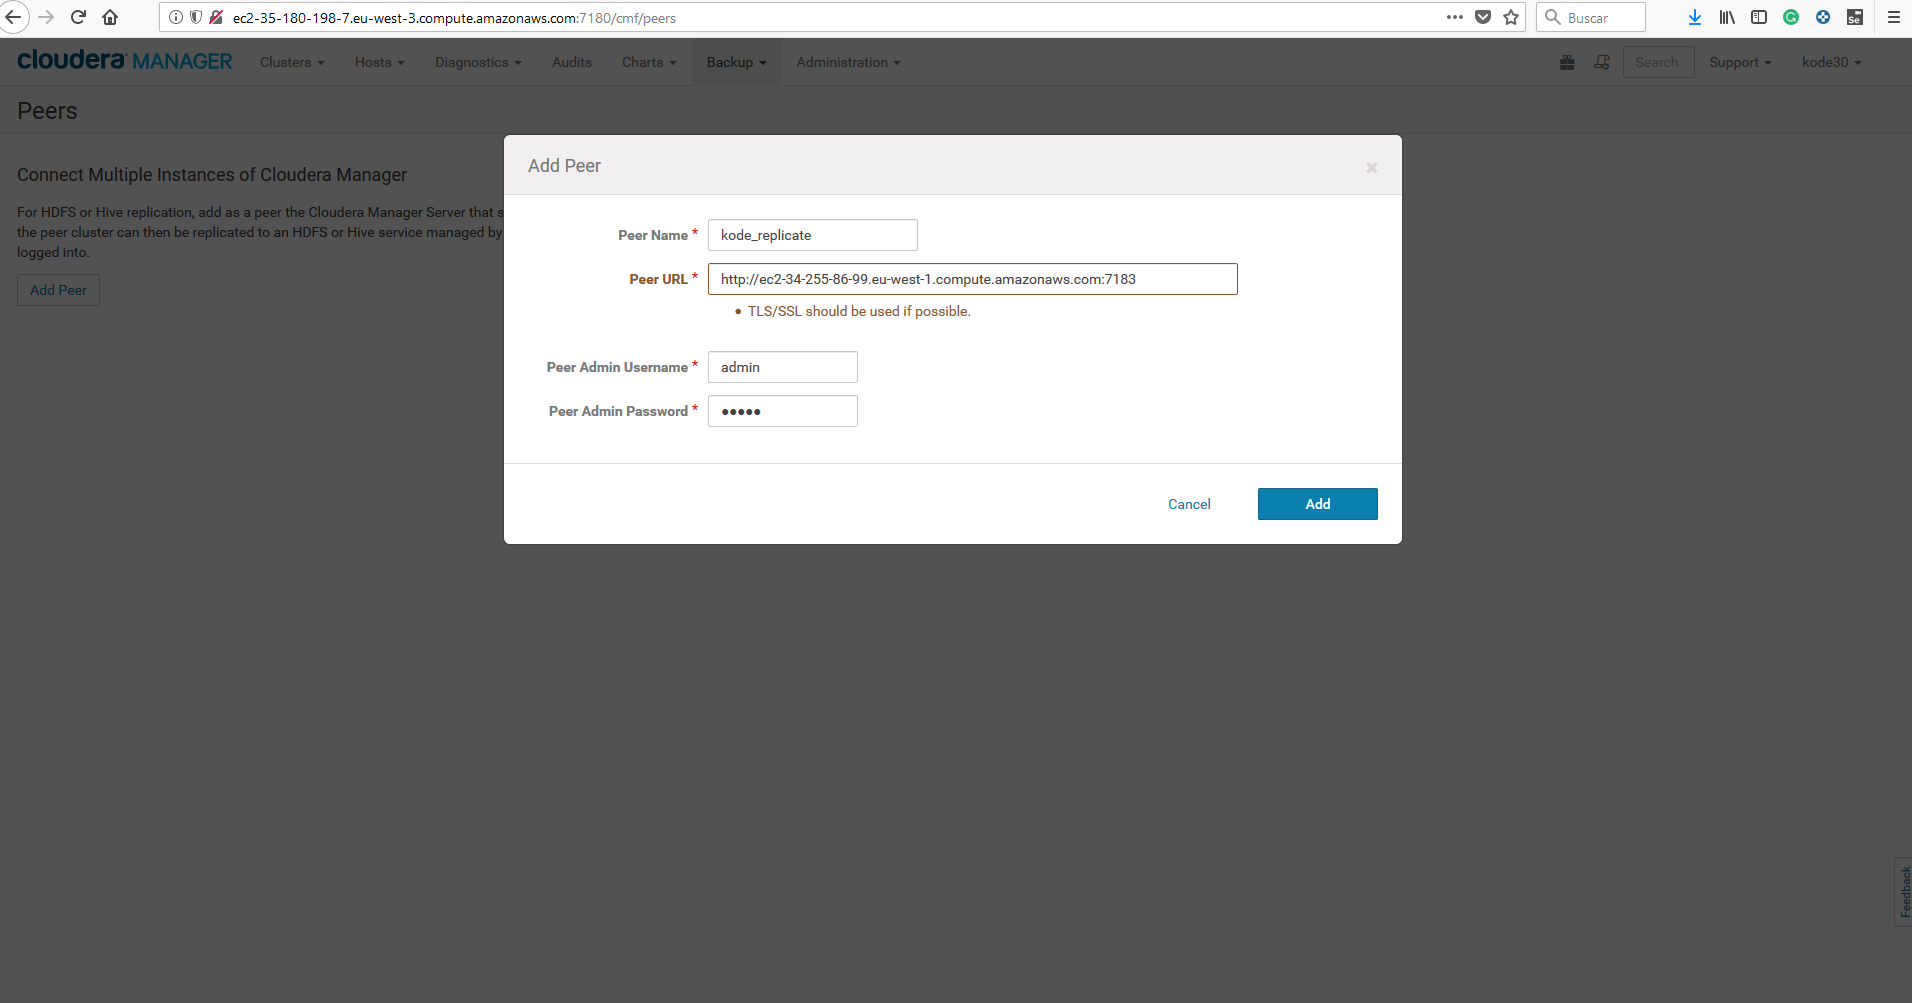 ec2-35-180-198-7.eu-west-3.compute.amazonaws.com:7180/cmf/peers
Buscar
Se
cloudera MANAGER
Clusters
Hosts
Diagnostics
Audits
Charts
Backup
Administration
Search
Support
kode30
Peers
Connect Multiple Instances of Cloudera Manager
For HDFS or Hive replication, add as a peer the Cloudera Manager Server that s
the peer cluster can then be replicated to an HDFS or Hive service managed by
logged into.
Add Peer
Add Peer
Peer Name *
kode_replicate
Peer URL *
http://ec2-34-255-86-99.eu-west-1.compute.amazonaws.com:7183
• TLS/SSL should be used if possible.
Peer Admin Username *
admin
Peer Admin Password *
●●●●●
Cancel
Add
Feedback